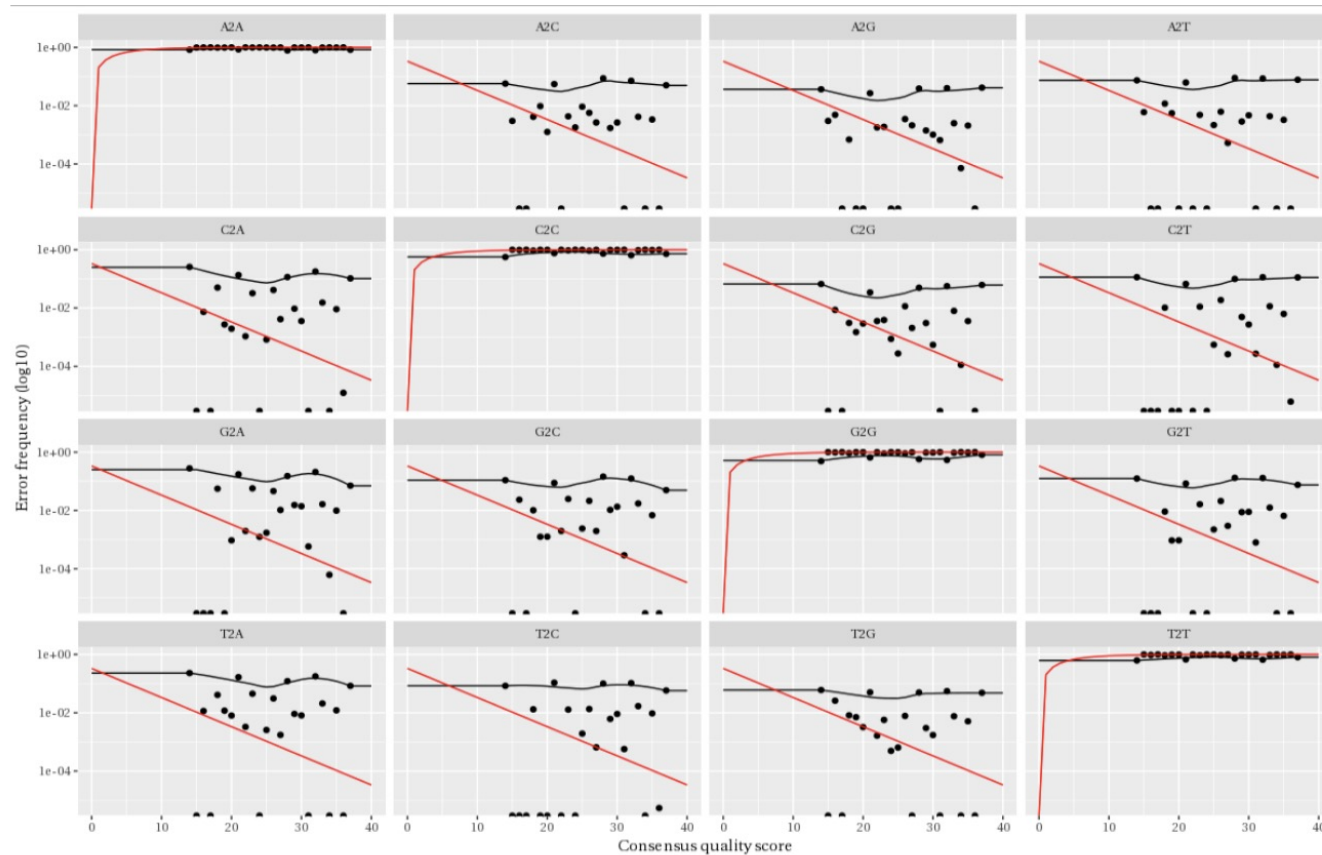 A2A A2C A2G A2T
1e+00
1e-02
1e-04
C2A C2C C2G C2T
1e+00
1e-02
1e-04
G2A G2C G2G G2T
1e+00
1e-02
1e-04
T2A T2C T2G T2T
1e+00
1e-02
1e-04
0 10 20 30 40 0 10 20 30 40 0 10 20 30 40 0 10 20 30 40
Error frequency (log10)
Consensus quality score